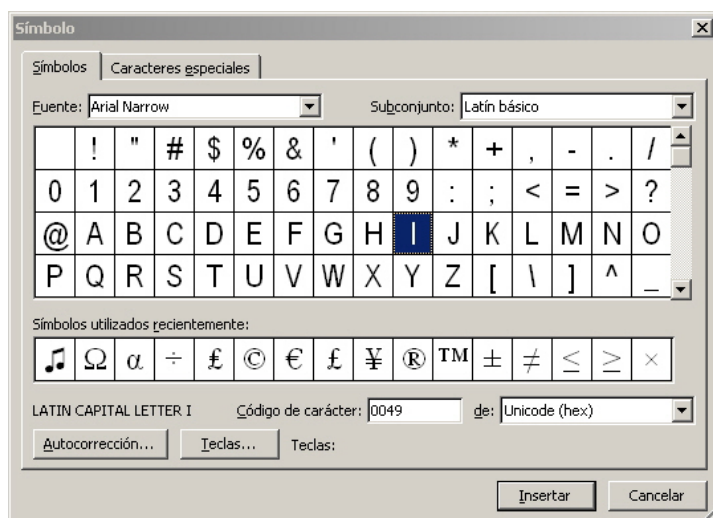 Símbolo
Símbolos Caracteres especiales
Fuente: Arial Narrow Subconjunto: Latín básico
! " # $ % & ' ( ) * + , - . /
0 1 2 3 4 5 6 7 8 9 : ; < = > ?
@ A B C D E F G H I J K L M N O
P Q R S T U V W X Y Z [ \ ] ^ _
Símbolos utilizados recientemente:
♫ Ω α ÷ ₤ © € £ ¥ ® ™ ± ≠ ≤ ≥ ×
LATIN CAPITAL LETTER I Código de carácter: 0049 de: Unicode (hex)
Autocorrección... Teclas... Teclas:
Insertar Cancelar